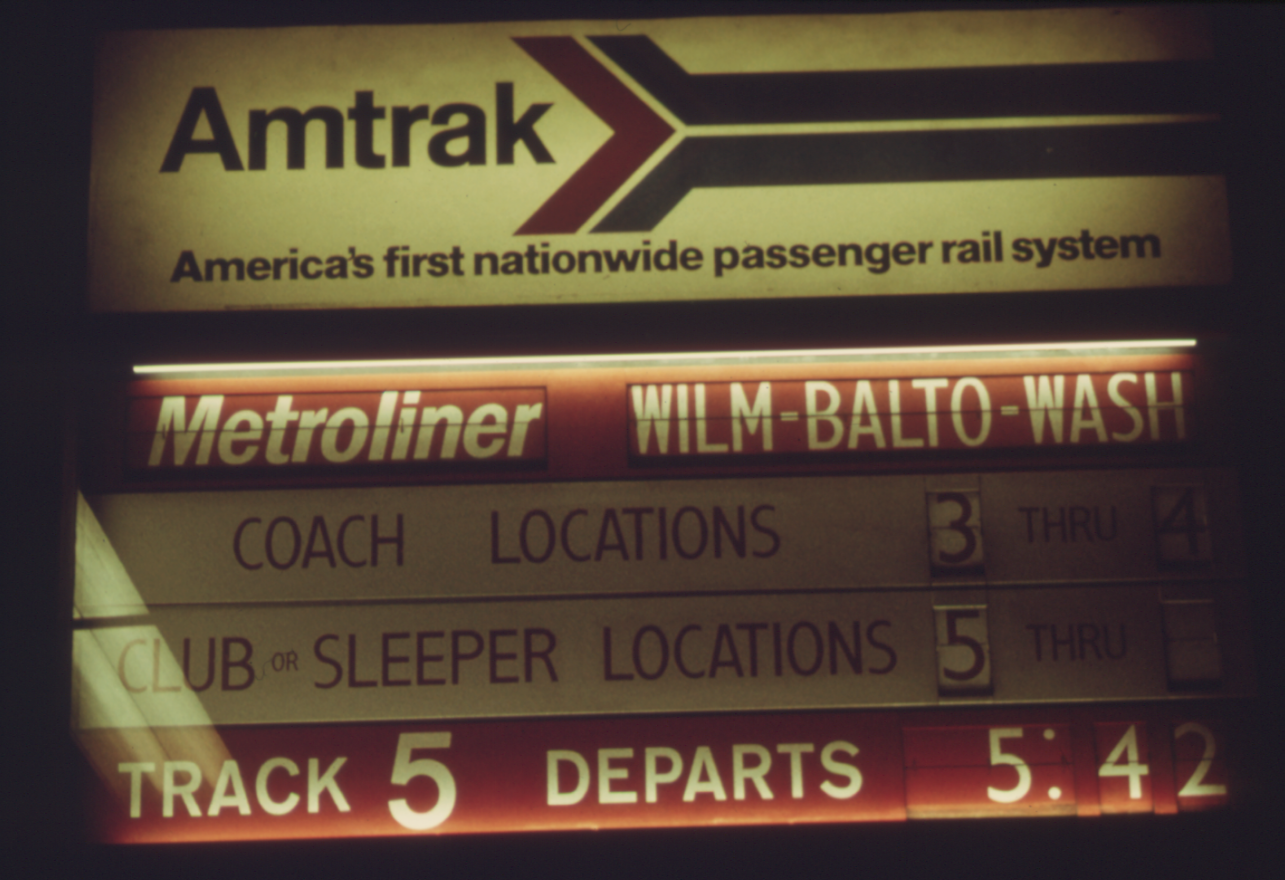 Amtrak
America's first nationwide passenger rail system
Metroliner WILM-BALTO-WASH
COACH LOCATIONS 3 THRU 4
CLUB OR SLEEPER LOCATIONS 5 THRU
TRACK 5 DEPARTS 5:42